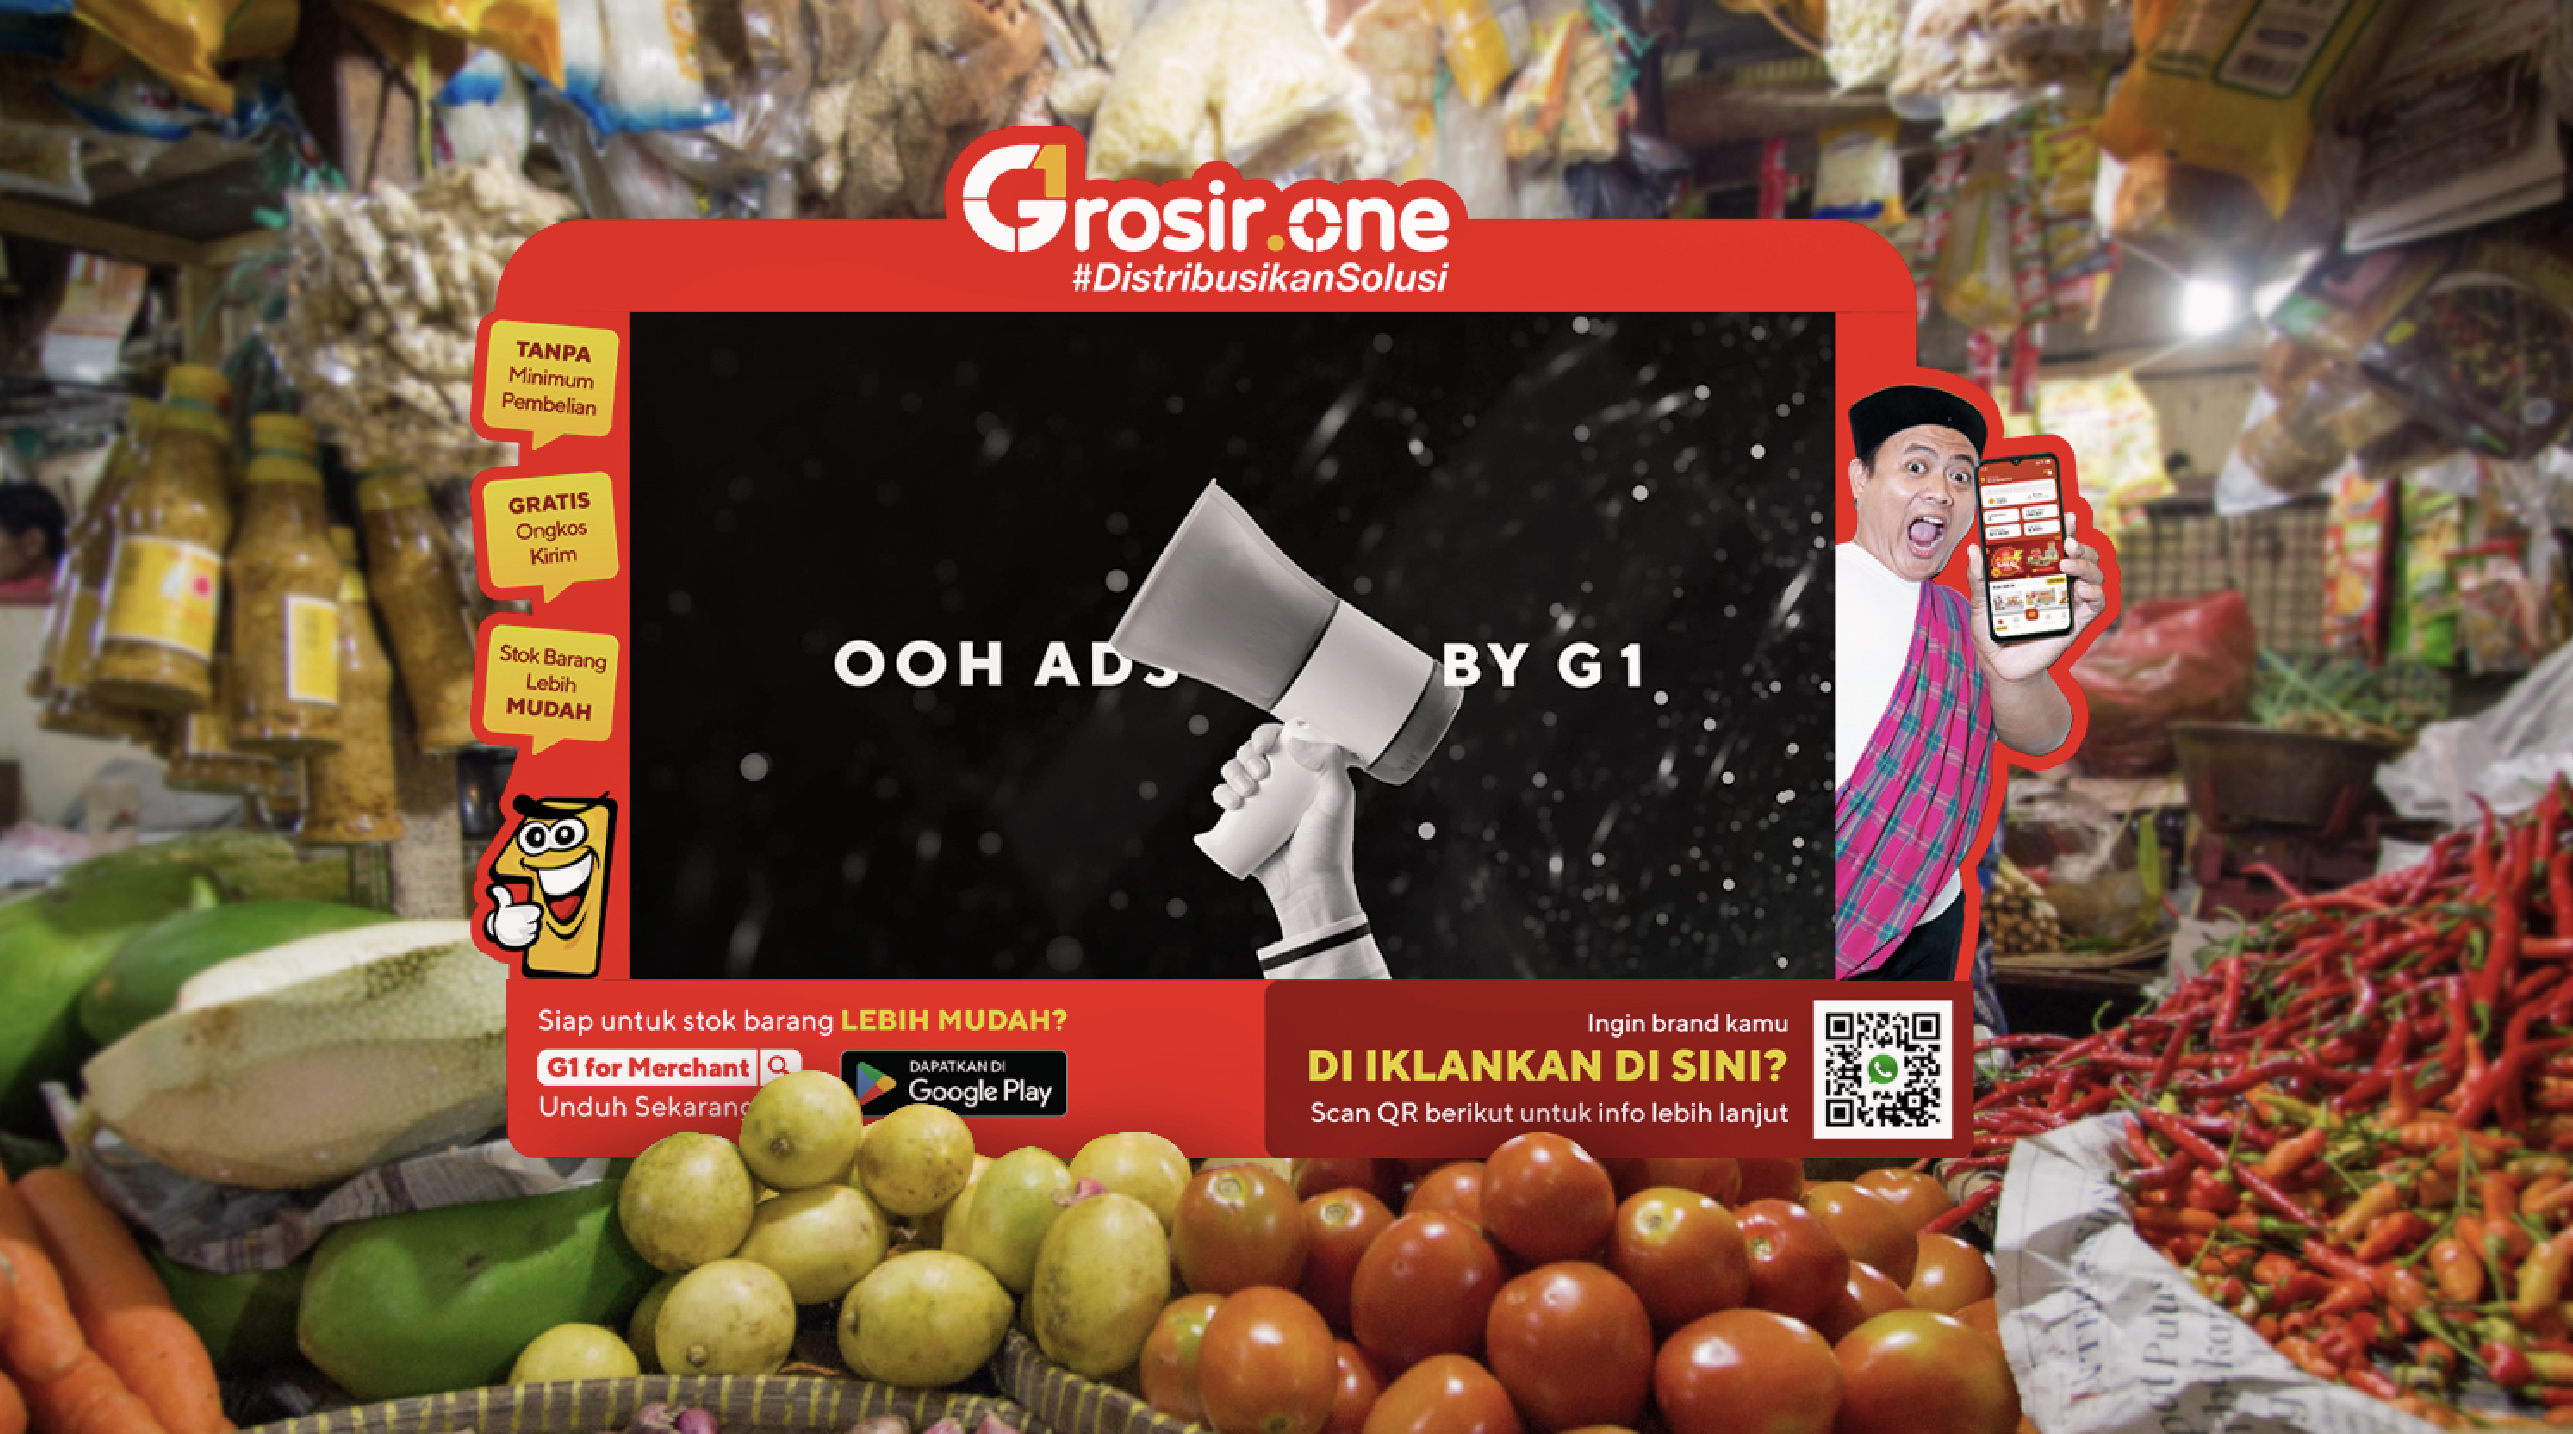 Grosir.one
#DistribusikanSolusi
TANPA
Minimum
Pembelian
GRATIS
Ongkos
Kirim
Stok Barang
Lebih
MUDAH
OOH ADS BY G1
Siap untuk stok barang LEBIH MUDAH?
G1 for Merchant
Unduh Sekarang
DAPATKAN DI
Google Play
Ingin brand kamu
DI IKLANKAN DI SINI?
Scan QR berikut untuk info lebih lanjut